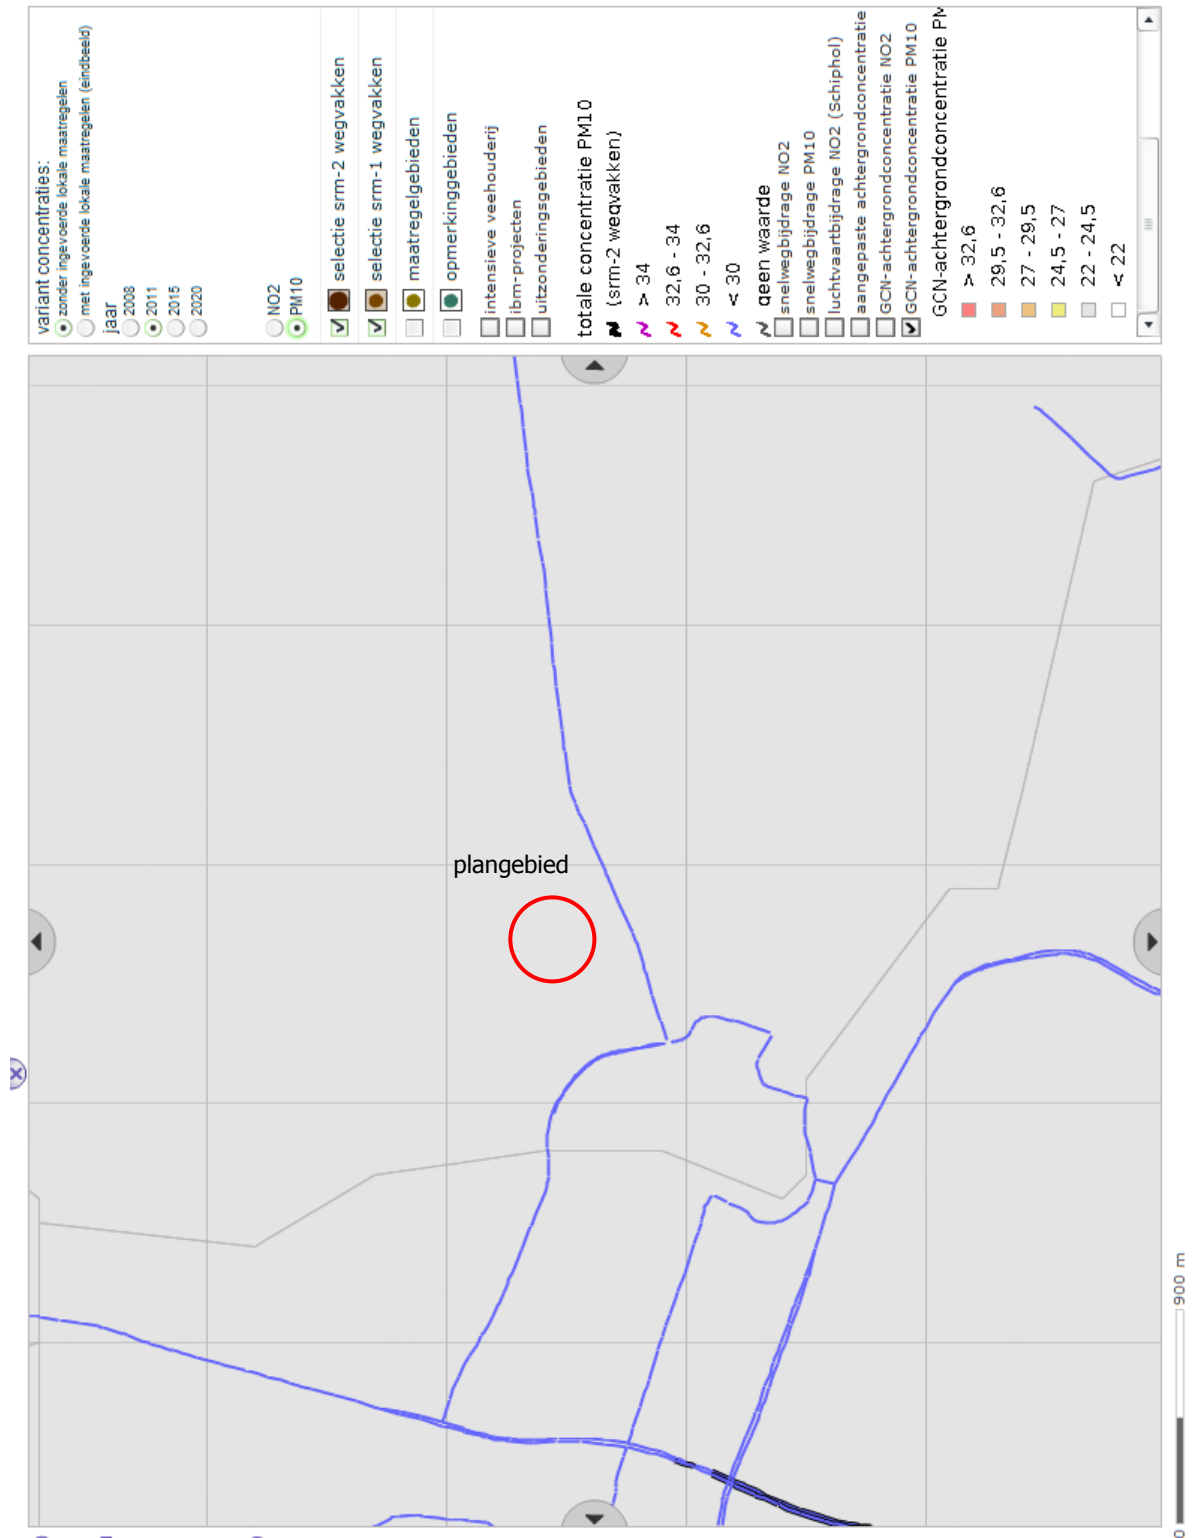 variant concentraties:
zonder ingevoerde lokale maatregelen
met ingevoerde lokale maatregelen (eindbeeld)
jaar
2008
2011
2015
2020
NO2
PM10
selectie srm-2 wegvakken
selectie srm-1 wegvakken
maatregelgebieden
opmerkinggebieden
intensieve veehouderij
ibm-projecten
uitzonderingsgebieden
totale concentratie PM10
(srm-2 wegvakken)
> 34
32,6 - 34
30 - 32,6
< 30
geen waarde
snelwegbijdrage NO2
snelwegbijdrage PM10
luchtvaartbijdrage NO2 (Schiphol)
aangepaste achtergrondconcentratie
GCN-achtergrondconcentratie NO2
GCN-achtergrondconcentratie PM10
GCN-achtergrondconcentratie PM
> 32,6
29,5 - 32,6
27 - 29,5
24,5 - 27
22 - 24,5
< 22
plangebied
0 900 m